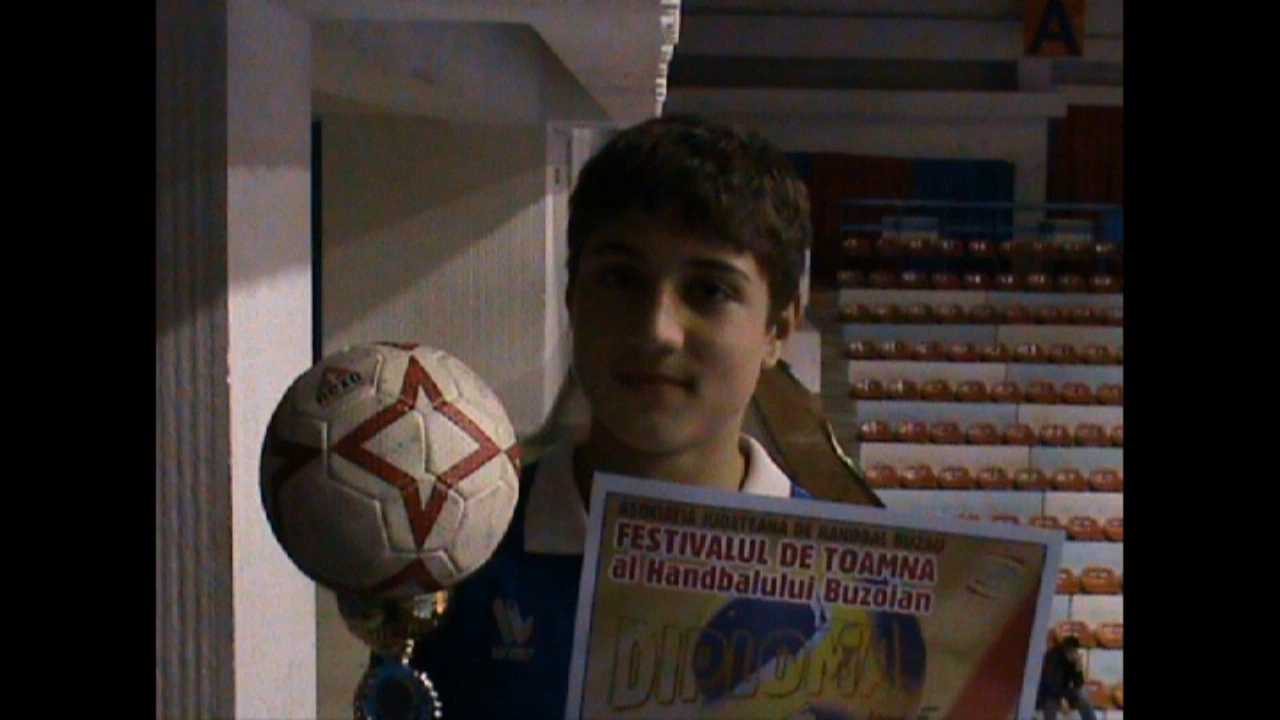 A
ASOCIATIA JUDETEANA DE HANDBAL BUZAU
FESTIVALUL DE TOAMNA
al Handbalului Buzoian
DIPLOMA